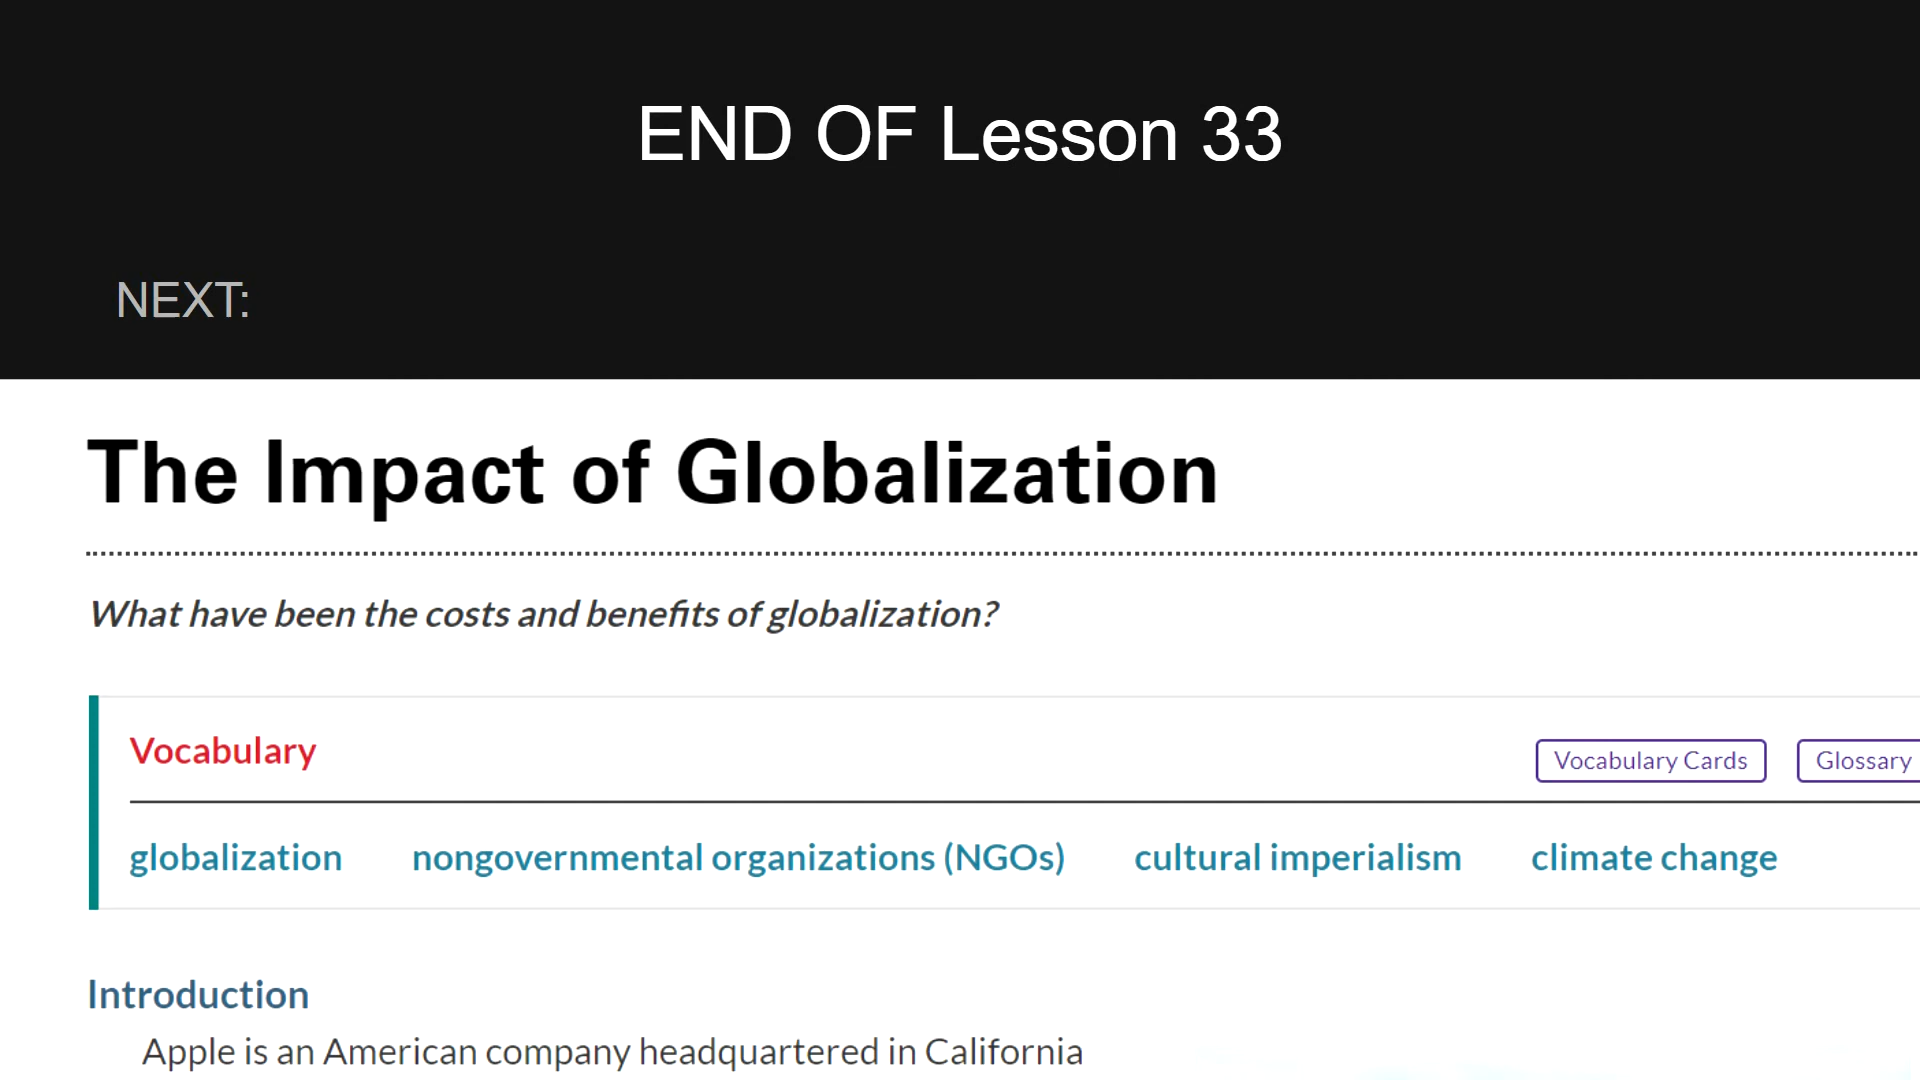 END OF Lesson 33
NEXT:
The Impact of Globalization
What have been the costs and benefits of globalization?
Vocabulary
Vocabulary Cards
Glossary
globalization nongovernmental organizations (NGOs) cultural imperialism climate change
Introduction
Apple is an American company headquartered in California